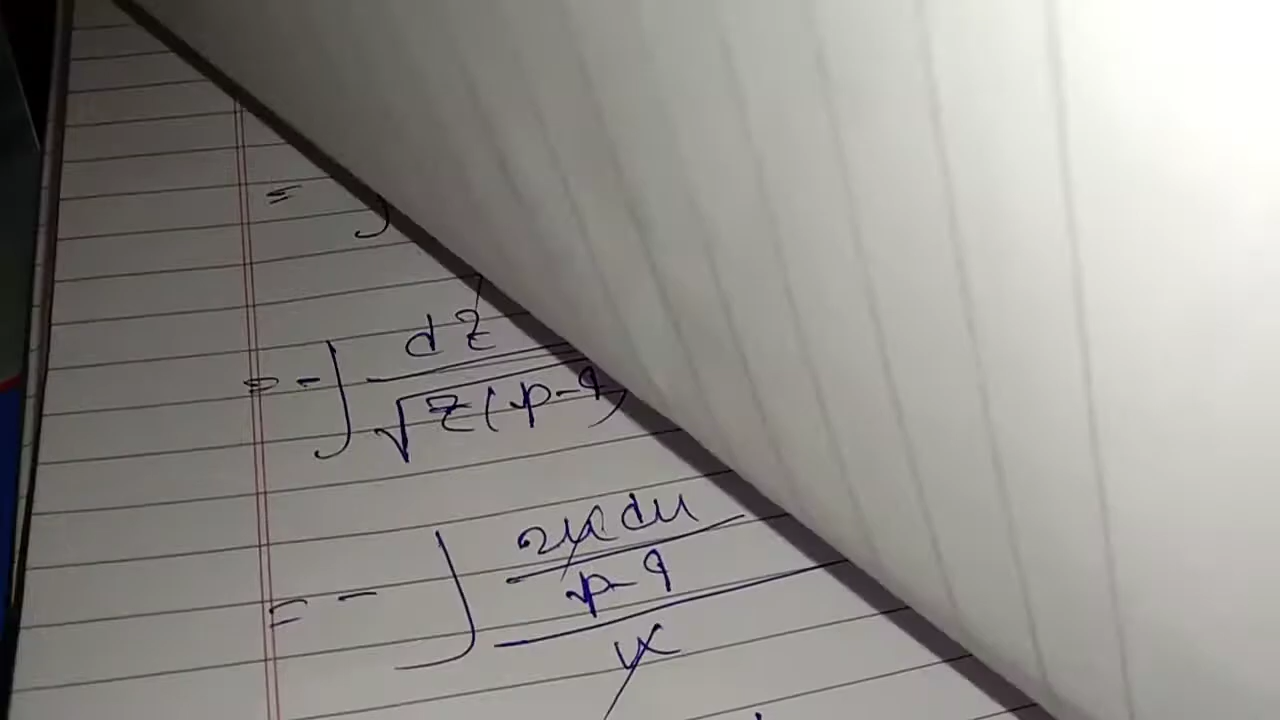 =
= - ∫ dz / √z(p-q)
= - ∫ (2u du / p-q) / u